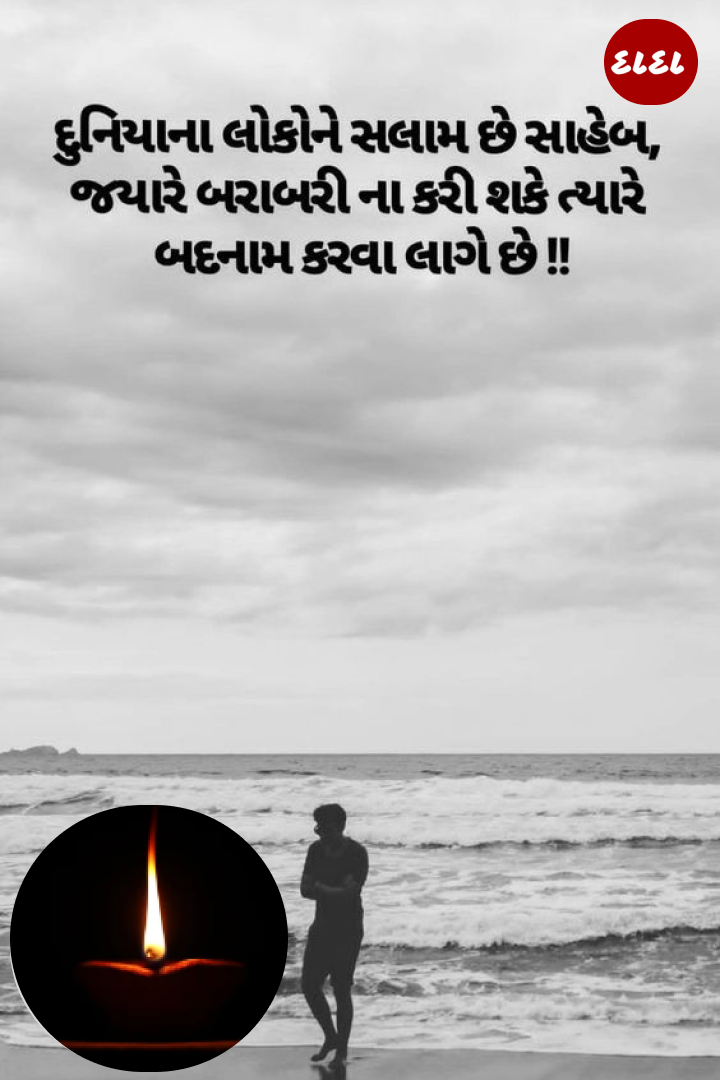 દાદા
દુનિયાના લોકોને સલામ છે સાહેબ,
જ્યારે બરાબરી ના કરી શકે ત્યારે
બદનામ કરવા લાગે છે !!